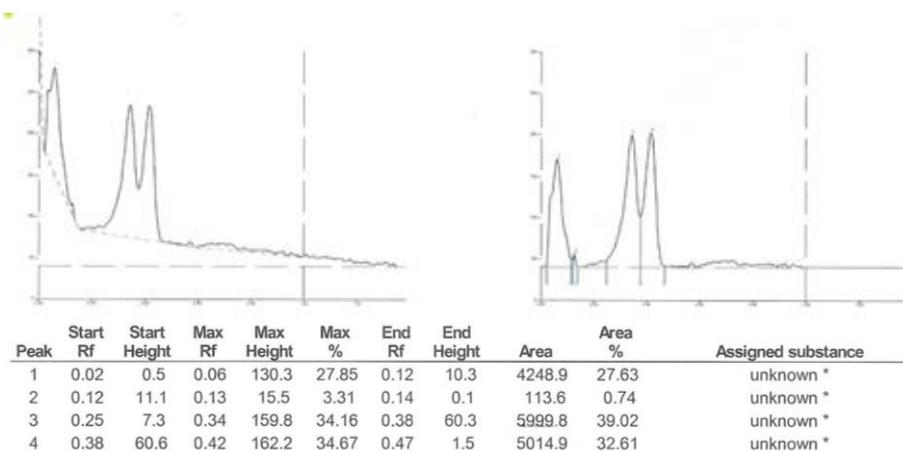 Start Start Max Max Max End End Area
Peak Rf Height Rf Height % Rf Height Area % Assigned substance
1 0.02 0.5 0.06 130.3 27.85 0.12 10.3 4248.9 27.63 unknown *
2 0.12 11.1 0.13 15.5 3.31 0.14 0.1 113.6 0.74 unknown *
3 0.25 7.3 0.34 159.8 34.16 0.38 60.3 5999.8 39.02 unknown *
4 0.38 60.6 0.42 162.2 34.67 0.47 1.5 5014.9 32.61 unknown *